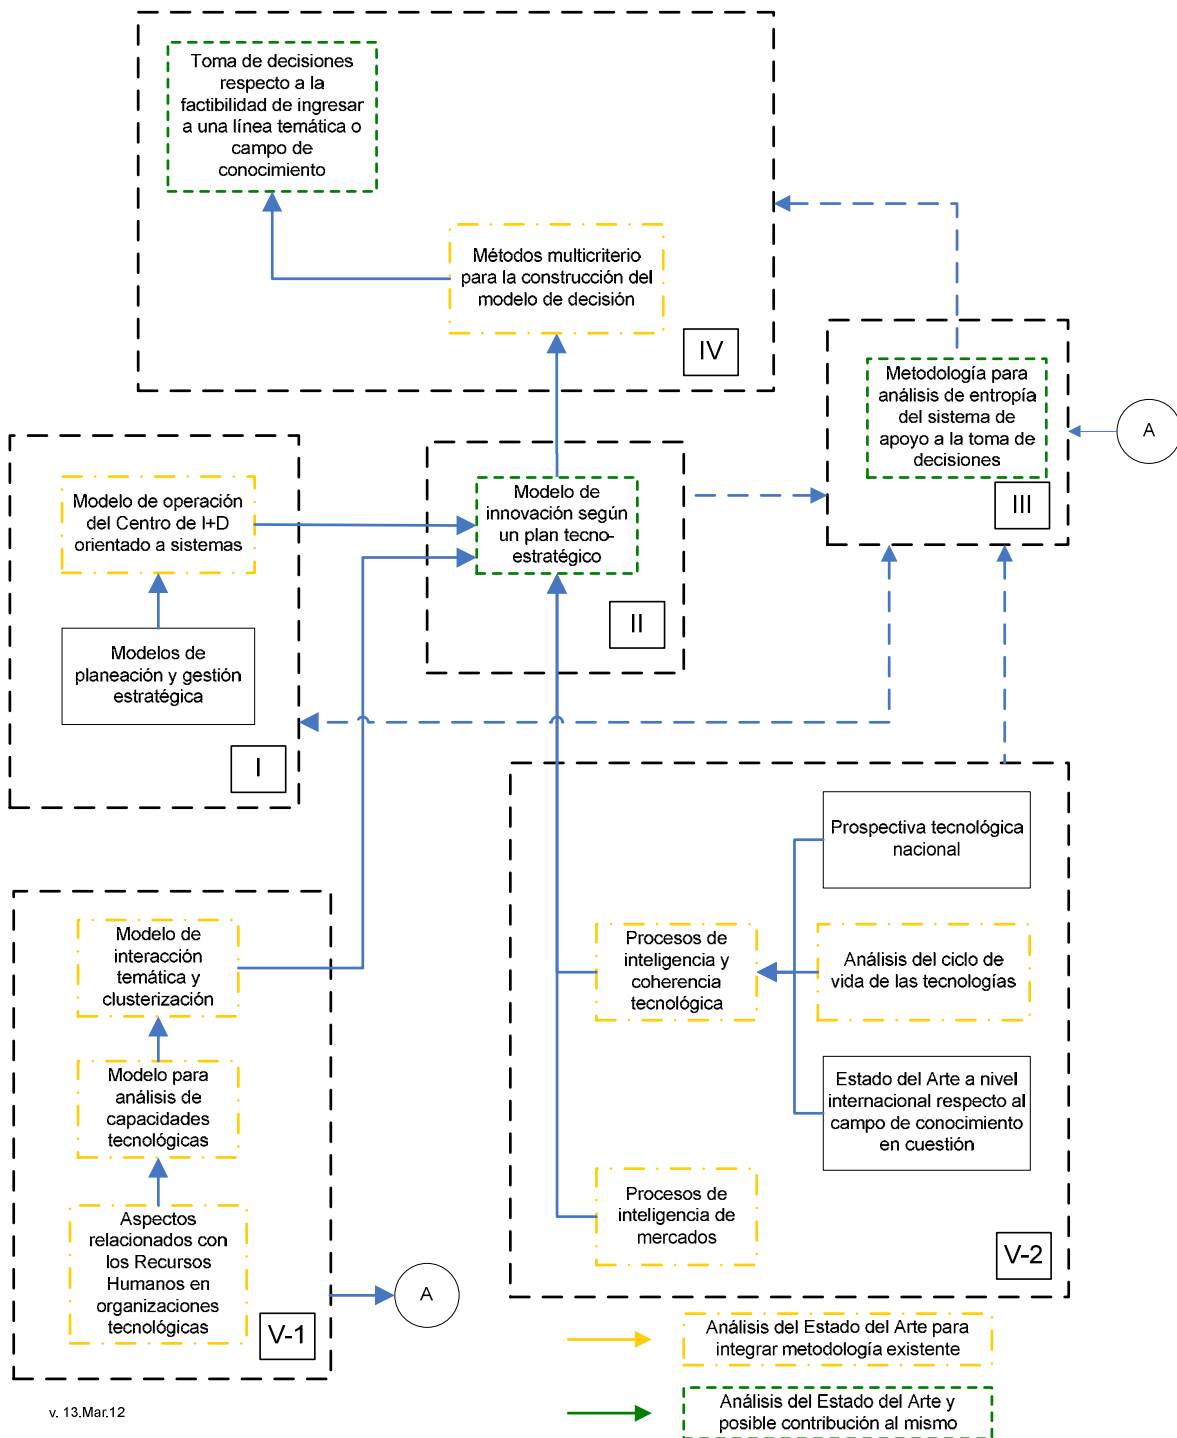 Toma de decisiones
respecto a la
factibilidad de ingresar
a una línea temática o
campo de
conocimiento
Métodos multicriterio
para la construcción del
modelo de decisión
IV
Metodología para
análisis de entropía
del sistema de
apoyo a la toma de
decisiones
III
A
Modelo de operación
del Centro de I+D
orientado a sistemas
Modelos de
planeación y gestión
estratégica
I
Modelo de
innovación según
un plan tecno-
estratégico
II
Modelo de
interacción
temática y
clusterización
Modelo para
análisis de
capacidades
tecnológicas
Aspectos
relacionados con
los Recursos
Humanos en
organizaciones
tecnológicas
V-1
A
Prospectiva tecnológica
nacional
Procesos de
inteligencia y
coherencia
tecnológica
Análisis del ciclo de
vida de las tecnologías
Estado del Arte a nivel
internacional respecto al
campo de conocimiento
en cuestión
Procesos de
inteligencia de
mercados
V-2
Análisis del Estado del Arte para
integrar metodología existente
Análisis del Estado del Arte y
posible contribución al mismo
v. 13.Mar.12